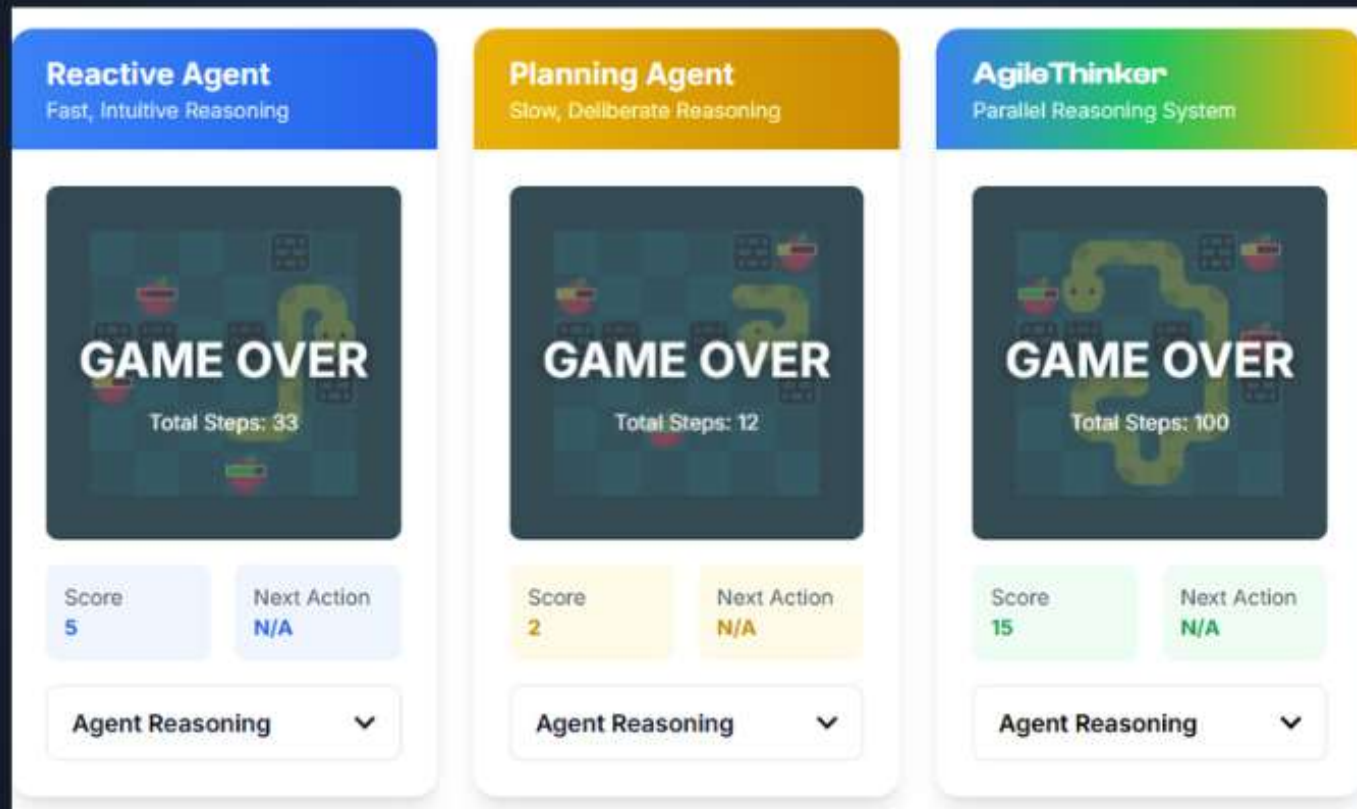 Reactive Agent
Fast, Intuitive Reasoning
GAME OVER
Total Steps: 33
Score
5
Next Action
N/A
Agent Reasoning
Planning Agent
Slow, Deliberate Reasoning
GAME OVER
Total Steps: 12
Score
2
Next Action
N/A
Agent Reasoning
AgileThinker
Parallel Reasoning System
GAME OVER
Total Steps: 100
Score
15
Next Action
N/A
Agent Reasoning